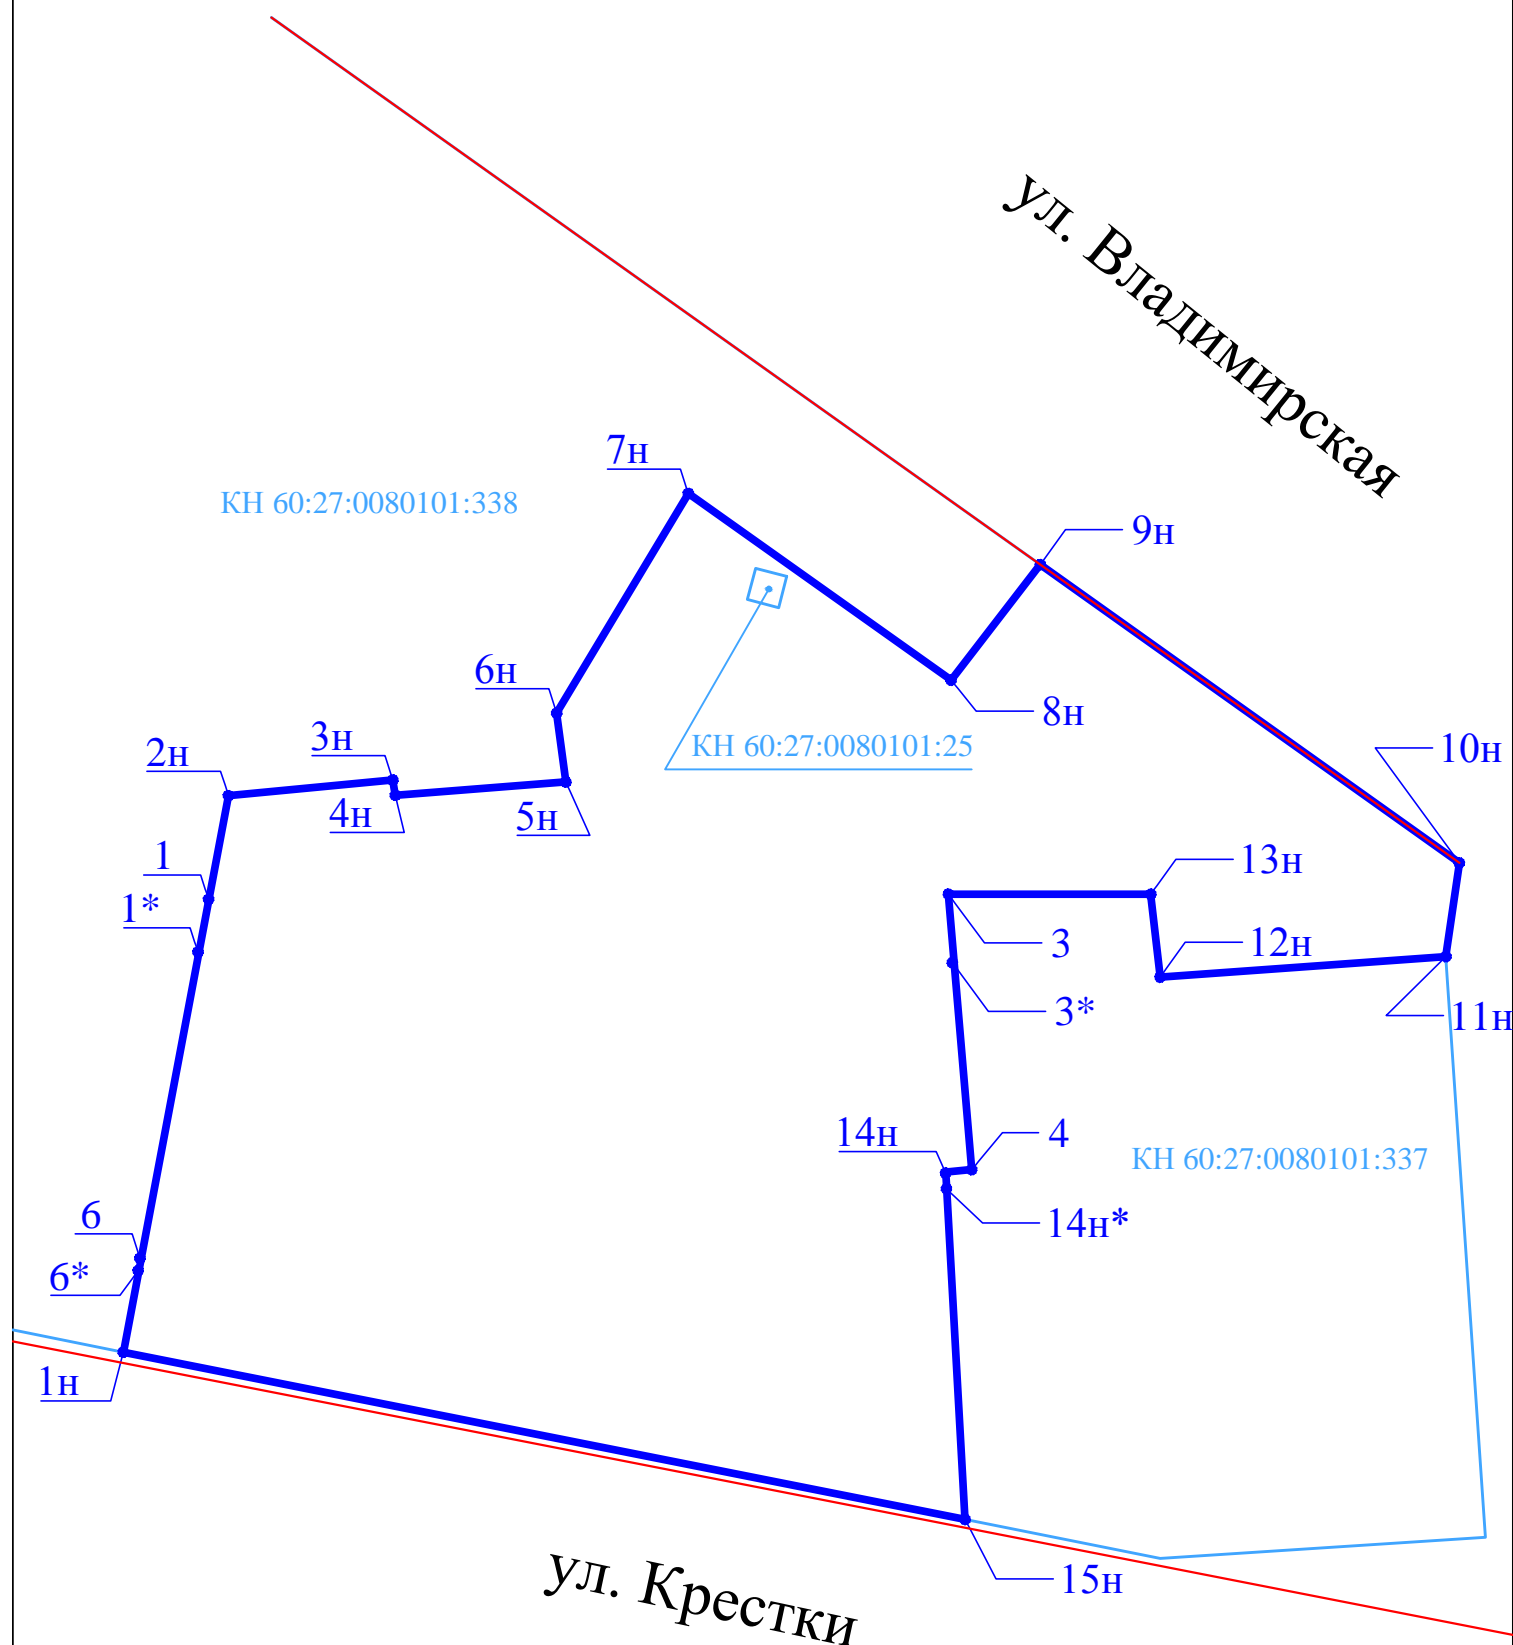 ул. Владимирская
7н
КН 60:27:0080101:338
9н
6н
8н
3н
2н
КН 60:27:0080101:25
10н
4н
5н
1
13н
1*
3
12н
3*
11н
14н
4
КН 60:27:0080101:337
6
14н*
6*
1н
15н
ул. Крестки